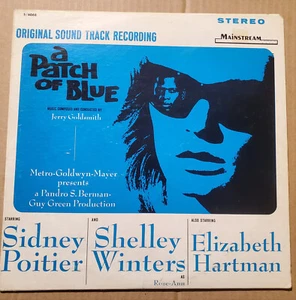 S/6068
STEREO
ORIGINAL SOUND TRACK RECORDING
MAINSTREAM
a
PATCH
OF BLUE
MUSIC COMPOSED AND CONDUCTED BY
Jerry Goldsmith
Metro-Goldwyn-Mayer
presents
a Pandro S. Berman-
Guy Green Production
STARRING
Sidney
Poitier
AND
Shelley
Winters
AS
Rose-Ann
ALSO STARRING
Elizabeth
Hartman